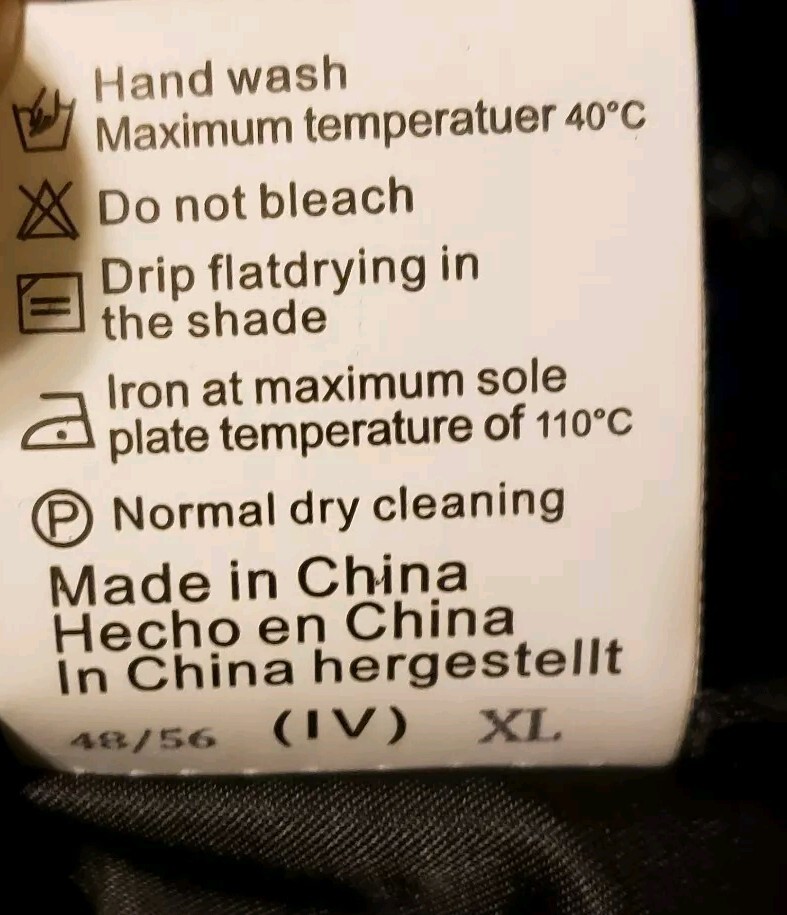 Hand wash
Maximum temperatuer 40°C
Do not bleach
Drip flatdrying in
the shade
Iron at maximum sole
plate temperature of 110°C
P Normal dry cleaning
Made in China
Hecho en China
In China hergestellt
48/56 (IV) XL